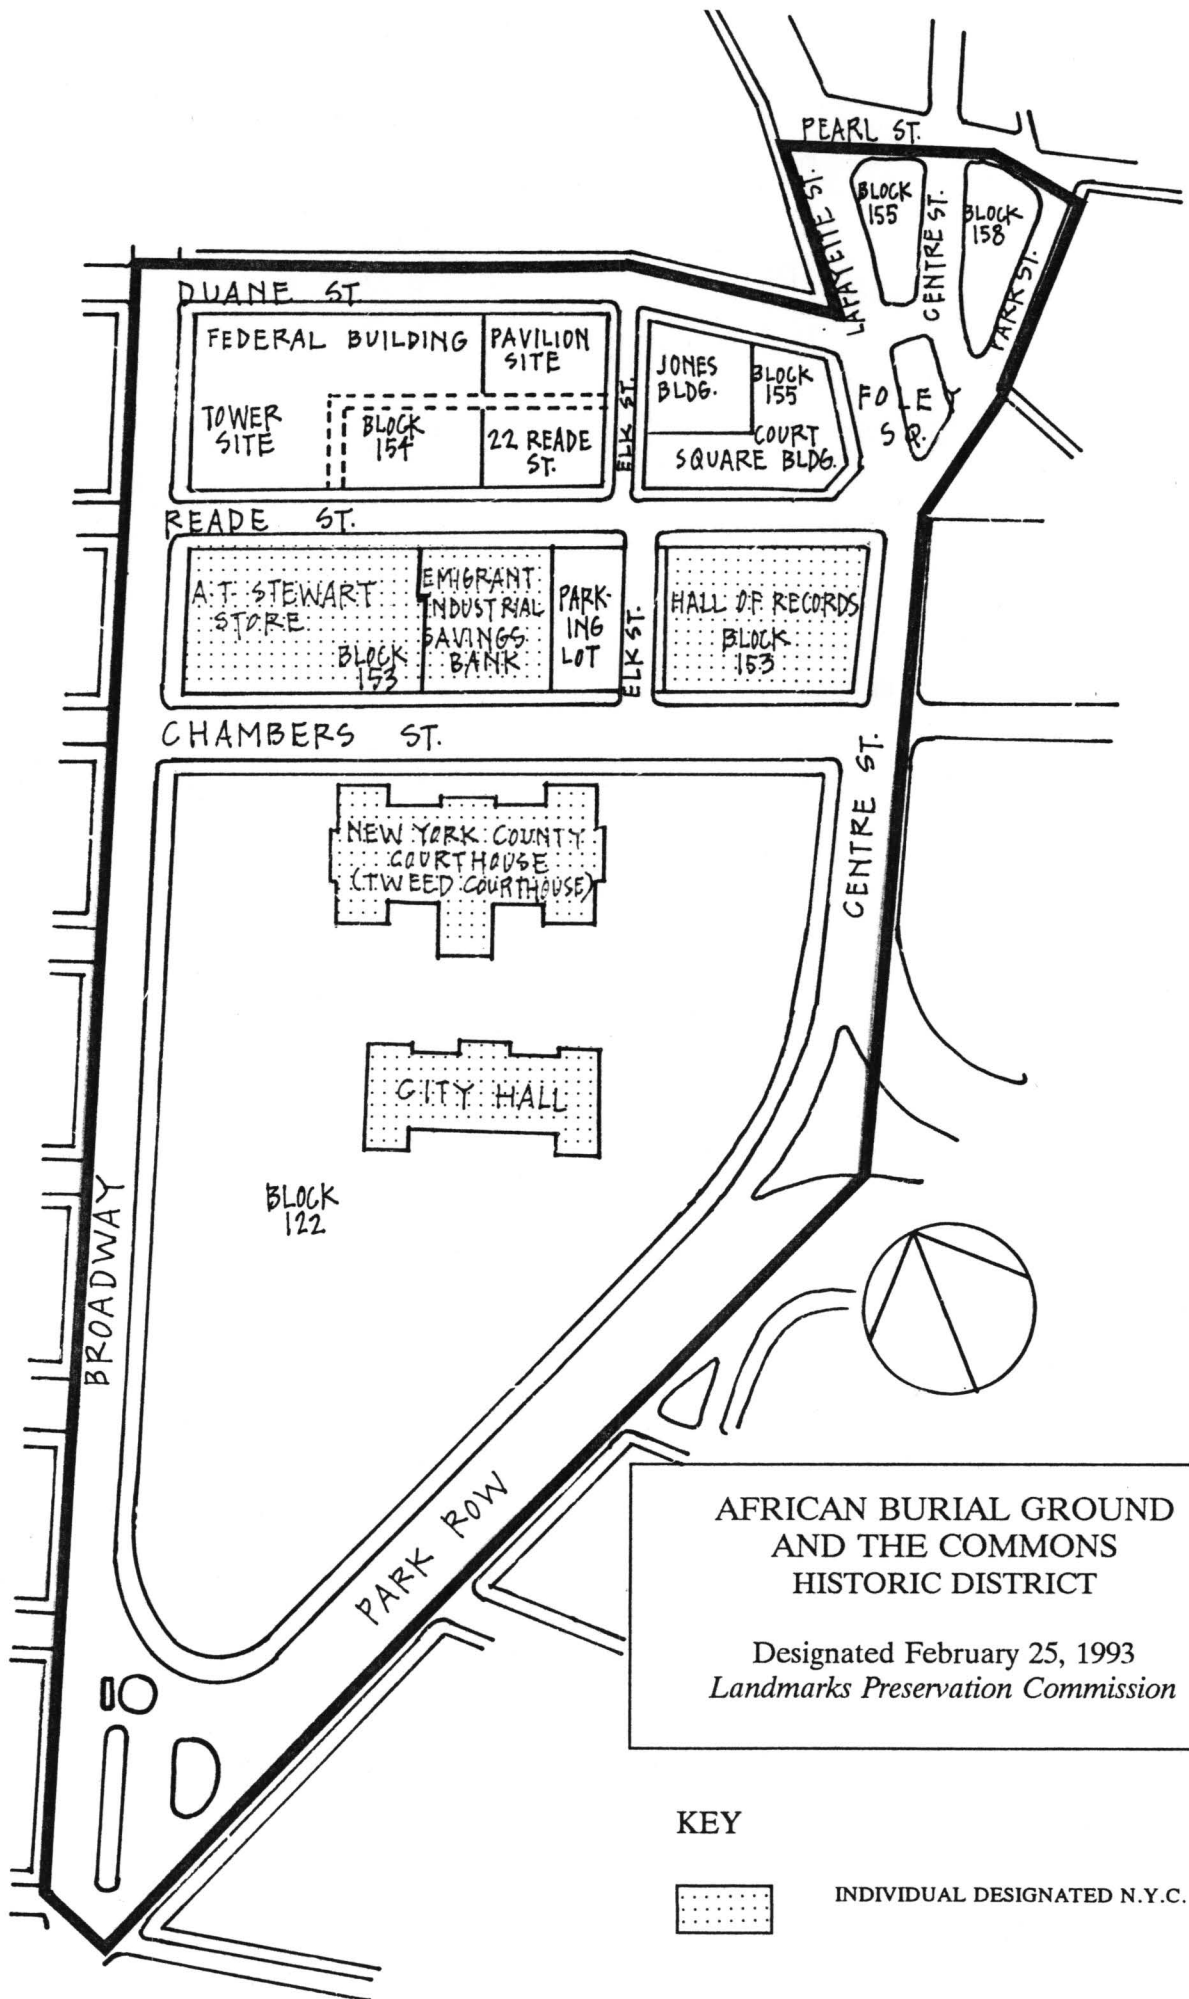 PEARL ST.
LAFAYETTE ST.
BLOCK
155
CENTRE ST.
BLOCK
158
PARK ST.
DUANE ST.
FEDERAL BUILDING
PAVILION
SITE
TOWER
SITE
BLOCK
154
22 READE
ST.
ELK ST.
JONES
BLDG.
BLOCK
155
COURT
SQUARE BLDG.
FOLEY
SQ.
READE ST.
A.T. STEWART
STORE
BLOCK
153
EMIGRANT
INDUSTRIAL
SAVINGS
BANK
PARK-
ING
LOT
ELK ST.
HALL OF RECORDS
BLOCK
153
CHAMBERS ST.
CENTRE ST.
NEW YORK COUNTY
COURTHOUSE
(TWEED COURTHOUSE)
CITY HALL
BLOCK
122
BROADWAY
PARK ROW
AFRICAN BURIAL GROUND
AND THE COMMONS
HISTORIC DISTRICT
Designated February 25, 1993
Landmarks Preservation Commission
KEY
INDIVIDUAL DESIGNATED N.Y.C.